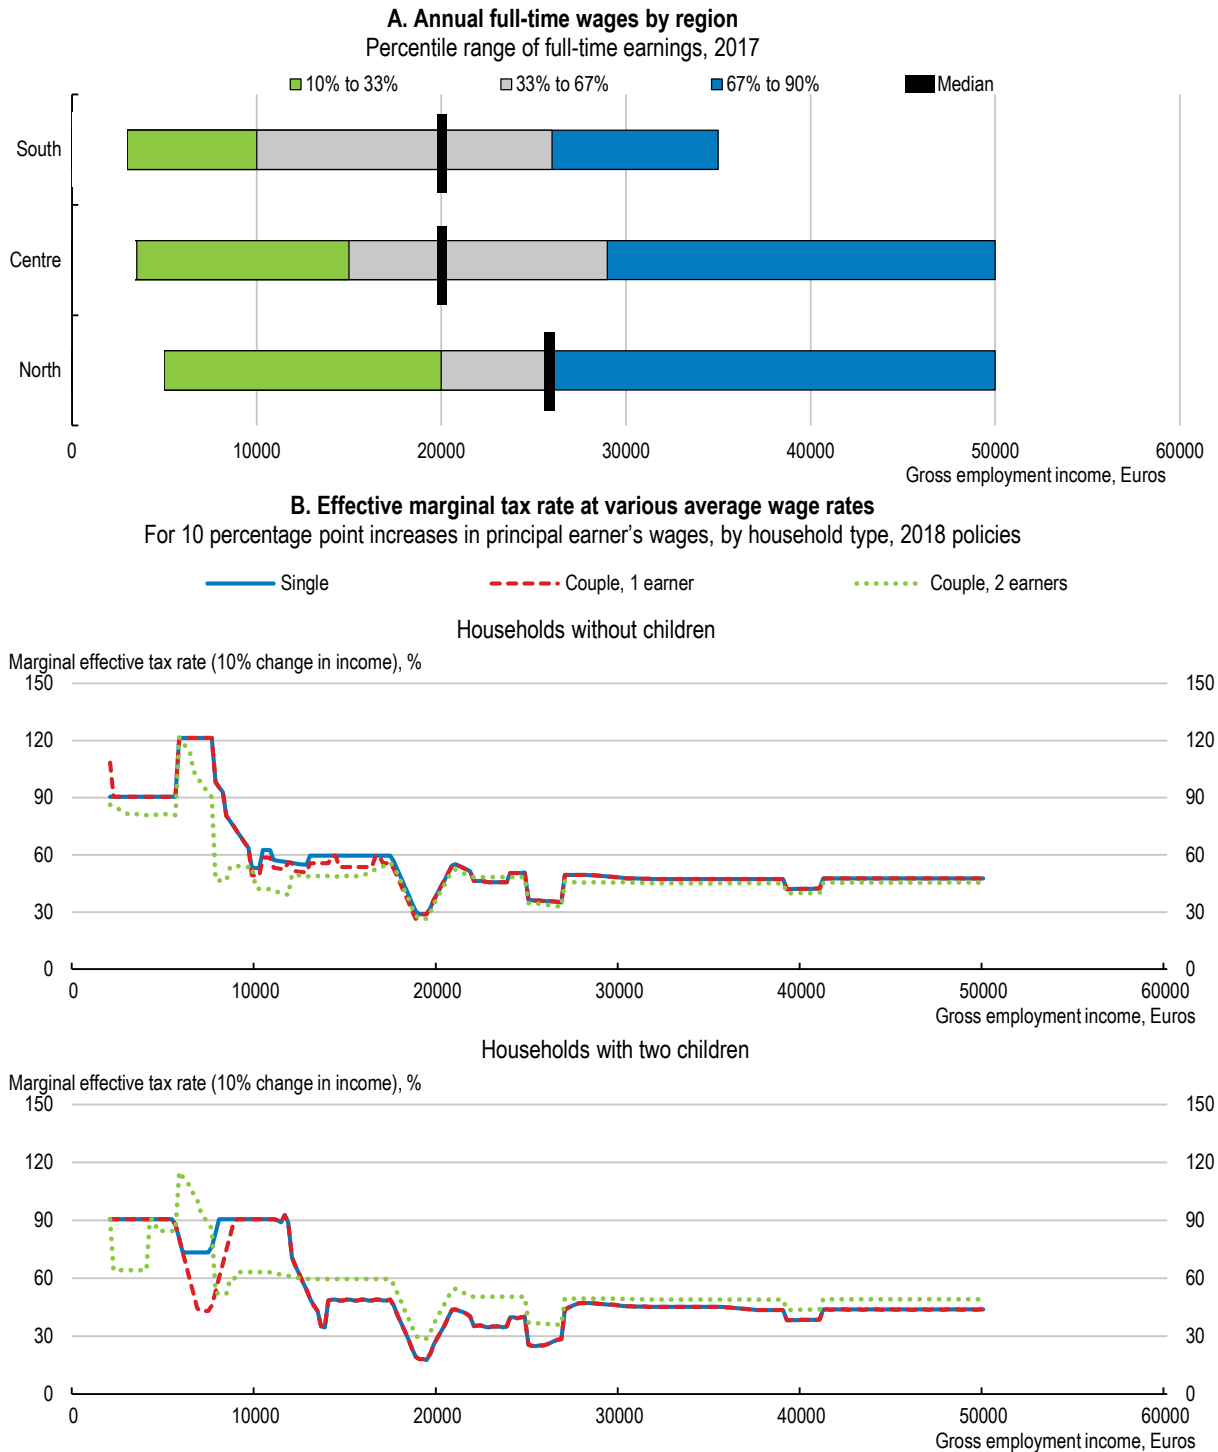 A. Annual full-time wages by region
Percentile range of full-time earnings, 2017
10% to 33% 33% to 67% 67% to 90% Median
South
Centre
North
0 10000 20000 30000 40000 50000 60000
Gross employment income, Euros
B. Effective marginal tax rate at various average wage rates
For 10 percentage point increases in principal earner's wages, by household type, 2018 policies
Single Couple, 1 earner Couple, 2 earners
Households without children
Marginal effective tax rate (10% change in income), %
150 150
120 120
90 90
60 60
30 30
0 0
0 10000 20000 30000 40000 50000 60000
Gross employment income, Euros
Households with two children
Marginal effective tax rate (10% change in income), %
150 150
120 120
90 90
60 60
30 30
0 0
0 10000 20000 30000 40000 50000 60000
Gross employment income, Euros